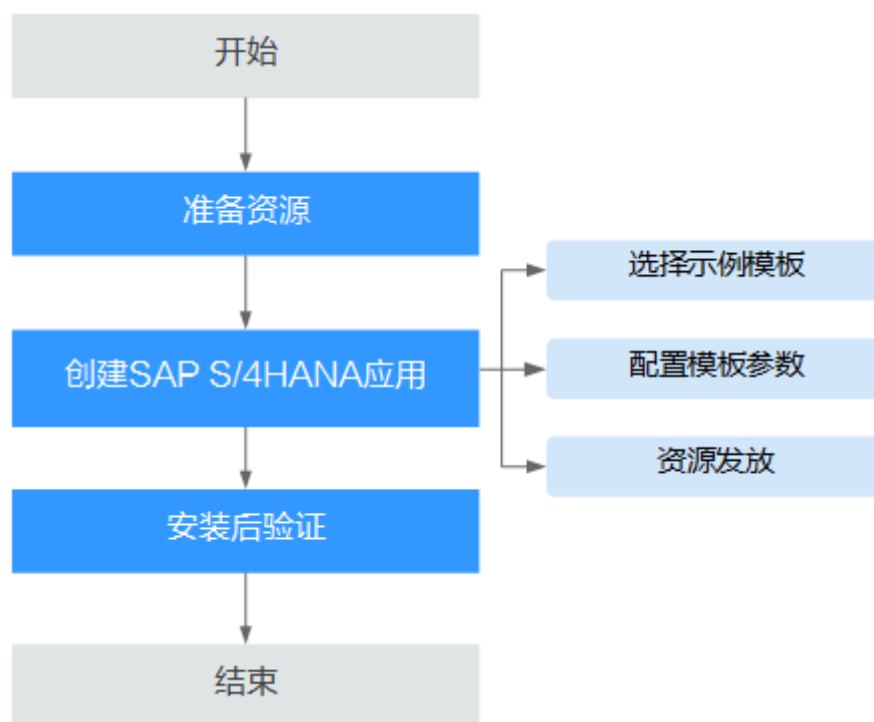 开始
准备资源
创建SAP S/4HANA应用
选择示例模板
配置模板参数
资源发放
安装后验证
结束